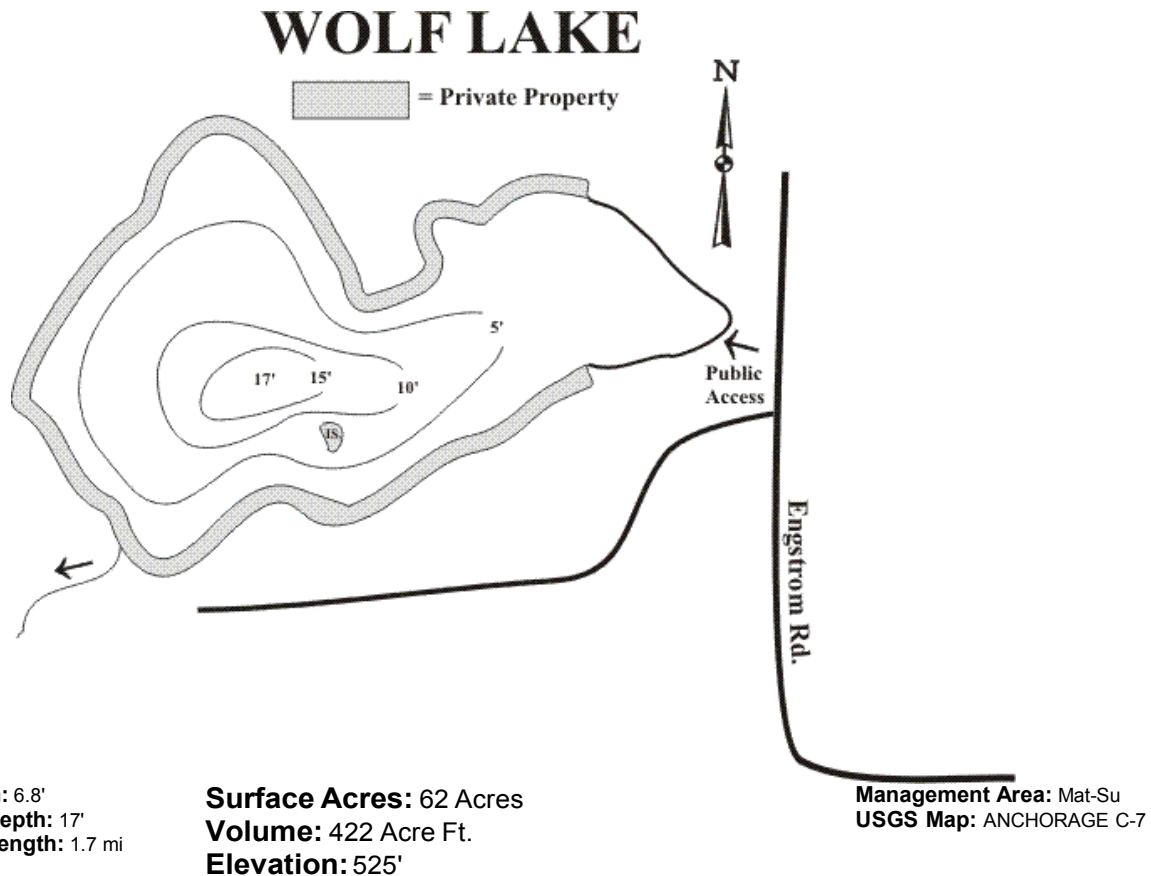 WOLF LAKE
= Private Property
N
5'
17'
15'
10'
IS.
Public
Access
Engstrom Rd.
: 6.8'
epth: 17'
ength: 1.7 mi
Surface Acres: 62 Acres
Volume: 422 Acre Ft.
Elevation: 525'
Management Area: Mat-Su
USGS Map: ANCHORAGE C-7